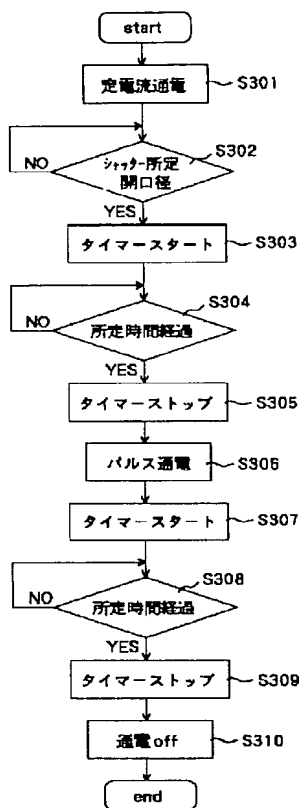 start
定電流通電
S301
シャッター所定
開口径
S302
NO
YES
タイマースタート
S303
所定時間経過
S304
NO
YES
タイマーストップ
S305
パルス通電
S306
タイマースタート
S307
所定時間経過
S308
NO
YES
タイマーストップ
S309
通電off
S310
end